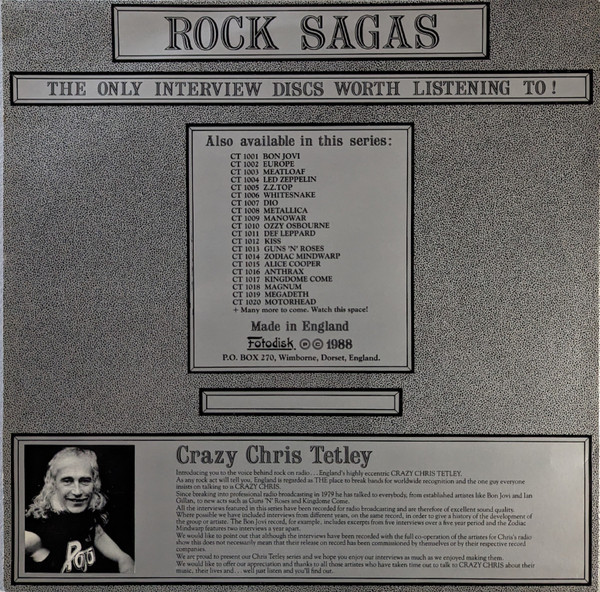 ROCK SAGAS
THE ONLY INTERVIEW DISCS WORTH LISTENING TO!
Also available in this series:
CT 1001 BON JOVI
CT 1002 EUROPE
CT 1003 MEATLOAF
CT 1004 LED ZEPPELIN
CT 1005 Z.Z.TOP
CT 1006 WHITESNAKE
CT 1007 DIO
CT 1008 METALLICA
CT 1009 MANOWAR
CT 1010 OZZY OSBOURNE
CT 1011 DEF LEPPARD
CT 1012 KISS
CT 1013 GUNS 'N' ROSES
CT 1014 ZODIAC MINDWARP
CT 1015 ALICE COOPER
CT 1016 ANTHRAX
CT 1017 KINGDOME COME
CT 1018 MAGNUM
CT 1019 MEGADETH
CT 1020 MOTORHEAD
+ Many more to come. Watch this space!
Made in England
Fotodisk ℗ © 1988
P.O. BOX 270, Wimborne, Dorset, England.
Crazy Chris Tetley
Introducing you to the voice behind rock on radio . . . England's highly eccentric CRAZY CHRIS TETLEY.
As any rock act will tell you, England is regarded as THE place to break bands for worldwide recognition and the one guy everyone
insists on talking to is CRAZY CHRIS.
Since breaking into professional radio broadcasting in 1979 he has talked to everybody, from established artistes like Bon Jovi and Ian
Gillan, to new acts such as Guns 'N' Roses and Kingdome Come.
All the interviews featured in this series have been recorded for radio broadcasting and are therefore of excellent sound quality.
Where possible we have included interviews from different years, on the same record, in order to give a history of the development of
the group or artiste. The Bon Jovi record, for example, includes excerpts from five interviews over a five year period and the Zodiac
Mindwarp features two interviews a year apart.
We would like to point out that although the interviews have been recorded with the full co-operation of the artistes for Chris's radio
show this does not necessarily mean that their release on record has been commissioned by themselves or by their respective record
companies.
We are proud to present our Chris Tetley series and we hope you enjoy our interviews as much as we enjoyed making them.
We would like to offer our appreciation and thanks to all those artistes who have taken time out to talk to CRAZY CHRIS about their
music, their lives and . . . well just listen and you'll find out.